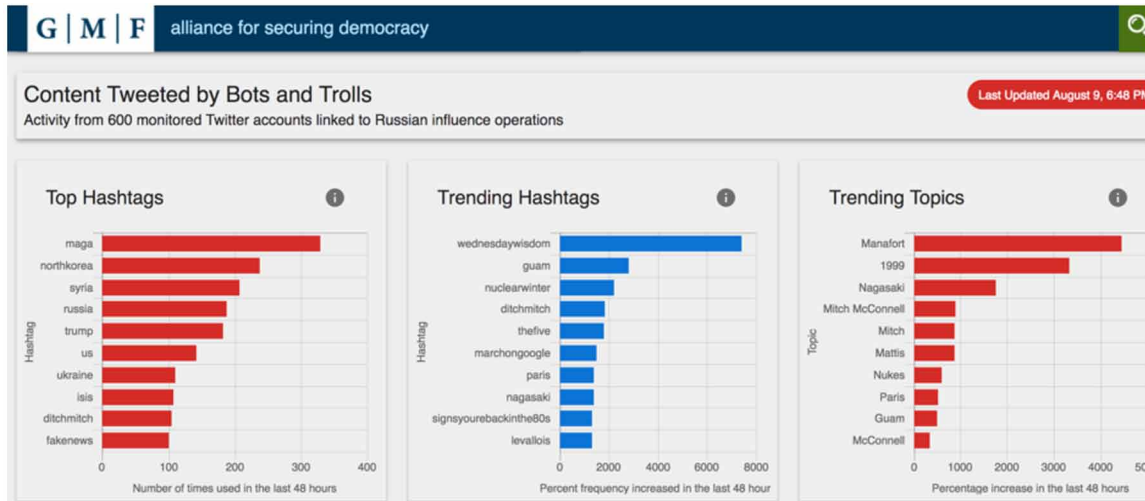 G | M | F alliance for securing democracy
Content Tweeted by Bots and Trolls
Last Updated August 9, 6:48 PM
Activity from 600 monitored Twitter accounts linked to Russian influence operations
Top Hashtags
Hashtag
maga
northkorea
syria
russia
trump
us
ukraine
isis
ditchmitch
fakenews
0 100 200 300 400
Number of times used in the last 48 hours
Trending Hashtags
Hashtag
wednesdaywisdom
guam
nuclearwinter
ditchmitch
thefive
marchongoogle
paris
nagasaki
signsyourebackinthe80s
levallois
0 2000 4000 6000 8000
Percent frequency increased in the last 48 hour
Trending Topics
Topic
Manafort
1999
Nagasaki
Mitch McConnell
Mitch
Mattis
Nukes
Paris
Guam
McConnell
0 1000 2000 3000 4000
Percentage increase in the last 48 hours